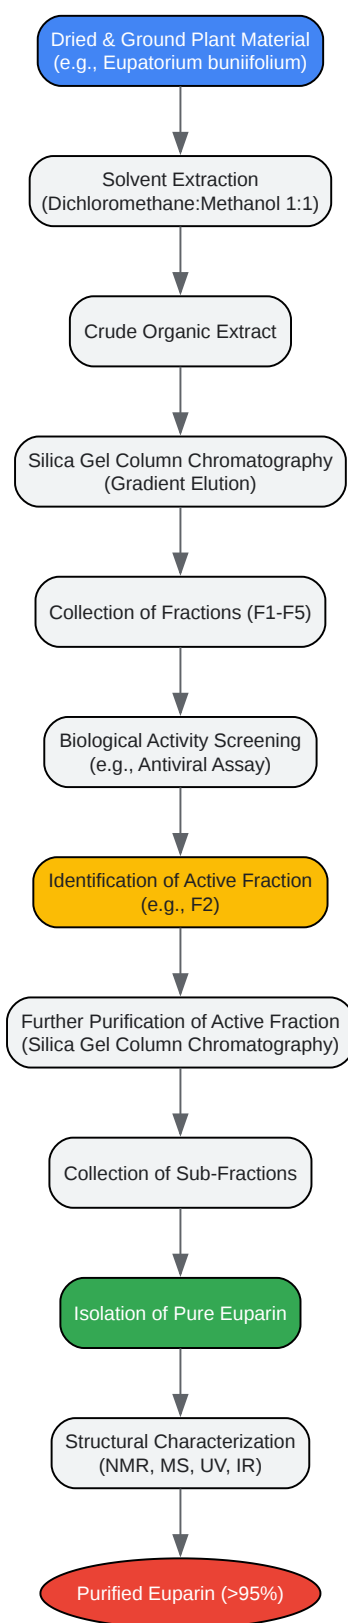 Dried & Ground Plant Material
(e.g., Eupatorium buniifolium)
Solvent Extraction
(Dichloromethane:Methanol 1:1)
Crude Organic Extract
Silica Gel Column Chromatography
(Gradient Elution)
Collection of Fractions (F1-F5)
Biological Activity Screening
(e.g., Antiviral Assay)
Identification of Active Fraction
(e.g., F2)
Further Purification of Active Fraction
(Silica Gel Column Chromatography)
Collection of Sub-Fractions
Isolation of Pure Euparin
Structural Characterization
(NMR, MS, UV, IR)
Purified Euparin (>95%)